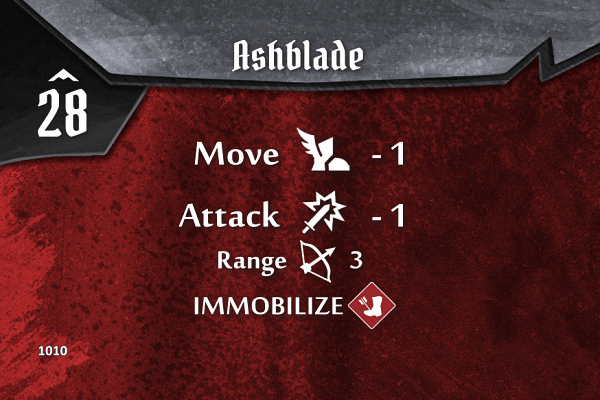 Ashblade
28
Move - 1
Attack - 1
Range 3
IMMOBILIZE
1010